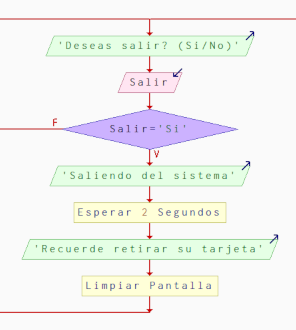 'Deseas salir? (Si/No)'
Salir
Salir='Si'
F
V
'Saliendo del sistema'
Esperar 2 Segundos
'Recuerde retirar su tarjeta'
Limpiar Pantalla